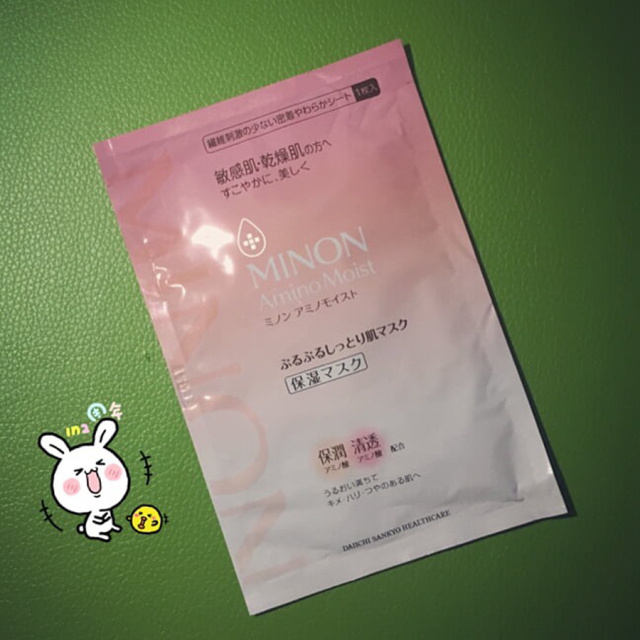 繊維刺激の少ない密着やわらかシート 1枚入
敏感肌・乾燥肌の方へ
すこやかに、美しく
MINON
Amino Moist
ミノン アミノモイスト
ぷるぷるしっとり肌マスク
保湿マスク
保潤 清透 配合
アミノ酸 アミノ酸
うるおい満ちて
キメ・ハリ・つやのある肌へ
DAIICHI SANKYO HEALTHCARE
MINON